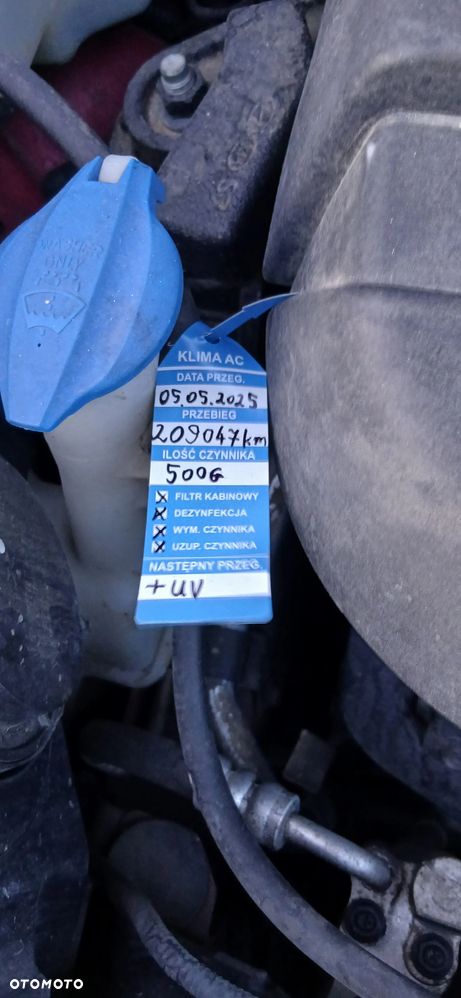 WASHER
ONLY
KLIMA AC
DATA PRZEG.
05.05.2025
PRZEBIEG
209047km
ILOŚĆ CZYNNIKA
500G
X FILTR KABINOWY
X DEZYNFEKCJA
X WYM. CZYNNIKA
X UZUP. CZYNNIKA
NASTĘPNY PRZEG.
+ UV
OTOMOTO